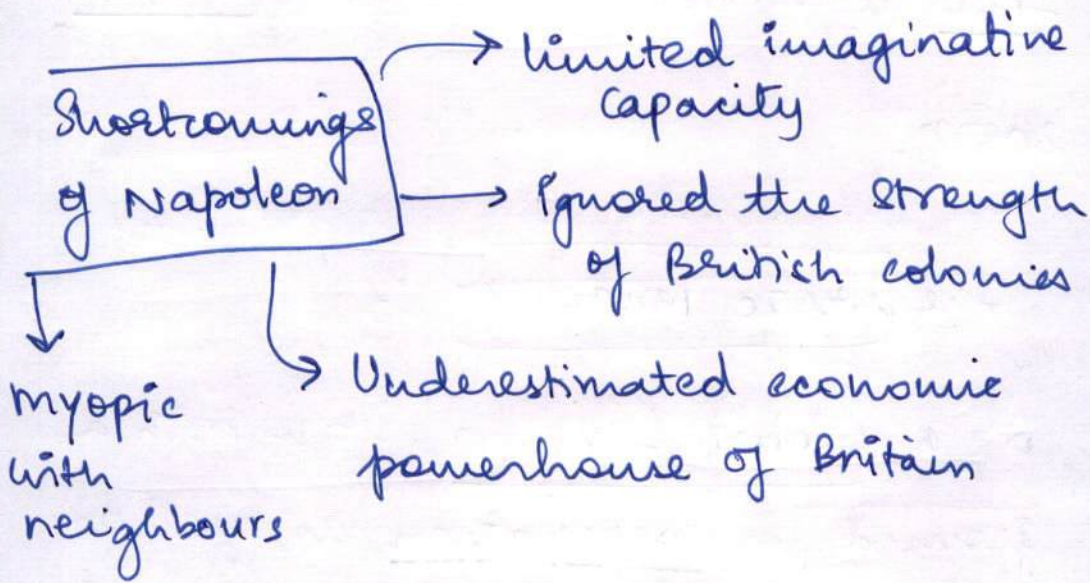 Shortcomings
of Napoleon
limited imaginative
capacity
Ignored the strength
of British colonies
Underestimated economic
powerhouse of Britain
myopic
with
neighbours